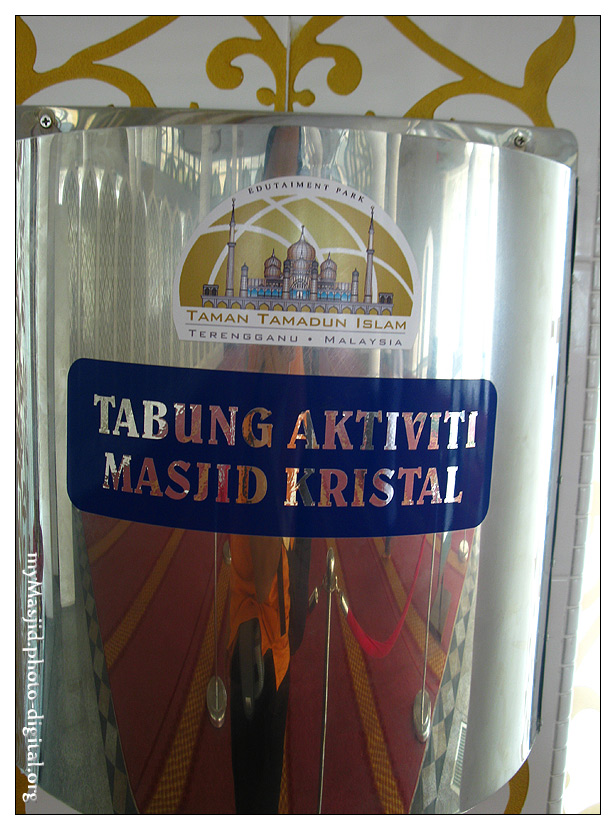 EDUTAIMENT PARK
TAMAN TAMADUN ISLAM
TERENGGANU • MALAYSIA
TABUNG AKTIVITI
MASJID KRISTAL
myMasjid.photo-digital.org